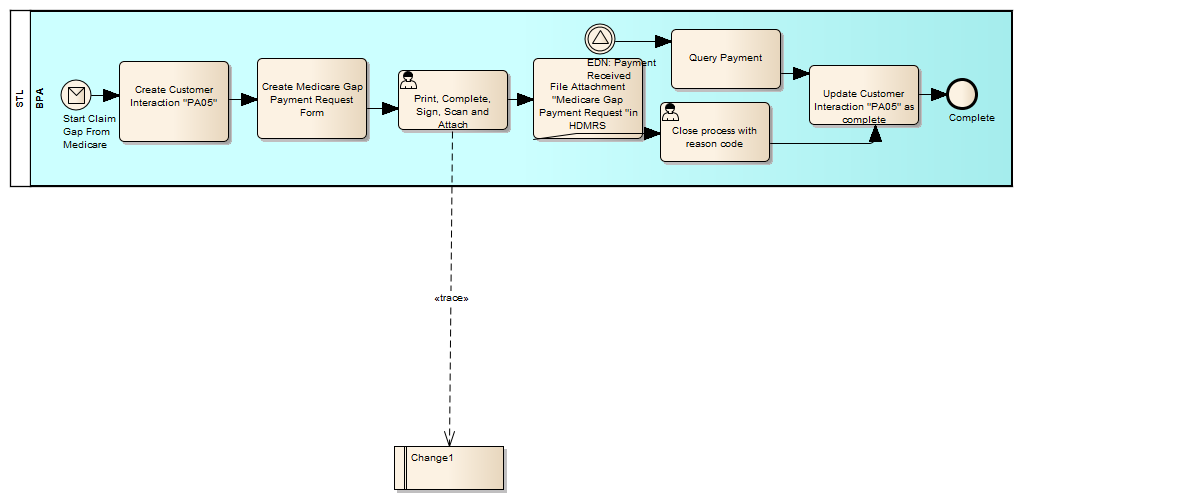 STL
BPA
Start Claim
Gap From
Medicare
Create Customer
Interaction "PA05"
Create Medicare Gap
Payment Request
Form
Print, Complete,
Sign, Scan and
Attach
EDN: Payment
Received
File Attachment
"Medicare Gap
Payment Request "in
HDMRS
Query Payment
Close process with
reason code
Update Customer
Interaction "PA05" as
complete
Complete
«trace»
Change1